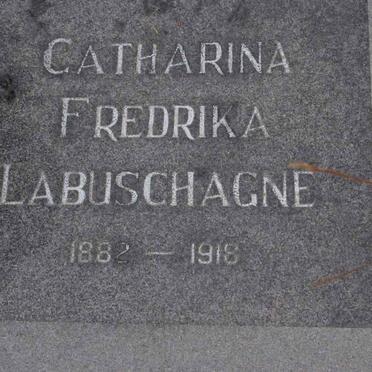 CATHARINA
FREDRIKA
LABUSCHAGNE
1882 — 1918